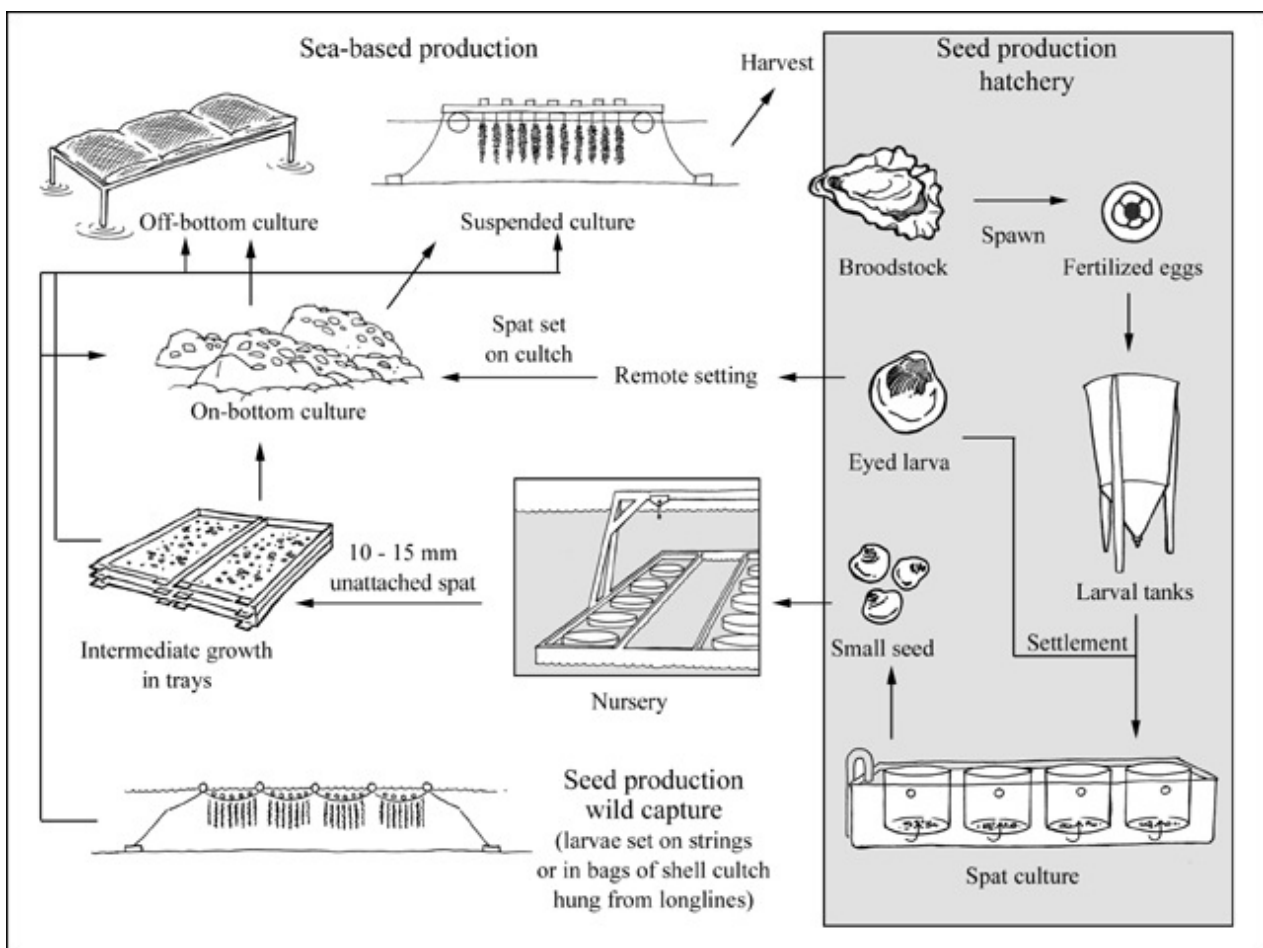 Sea-based production
Harvest
Off-bottom culture
Suspended culture
Spat set
on cultch
Remote setting
On-bottom culture
10 - 15 mm
unattached spat
Intermediate growth
in trays
Nursery
Seed production
wild capture
(larvae set on strings
or in bags of shell cultch
hung from longlines)
Seed production
hatchery
Broodstock
Spawn
Fertilized eggs
Eyed larva
Larval tanks
Small seed
Settlement
Spat culture